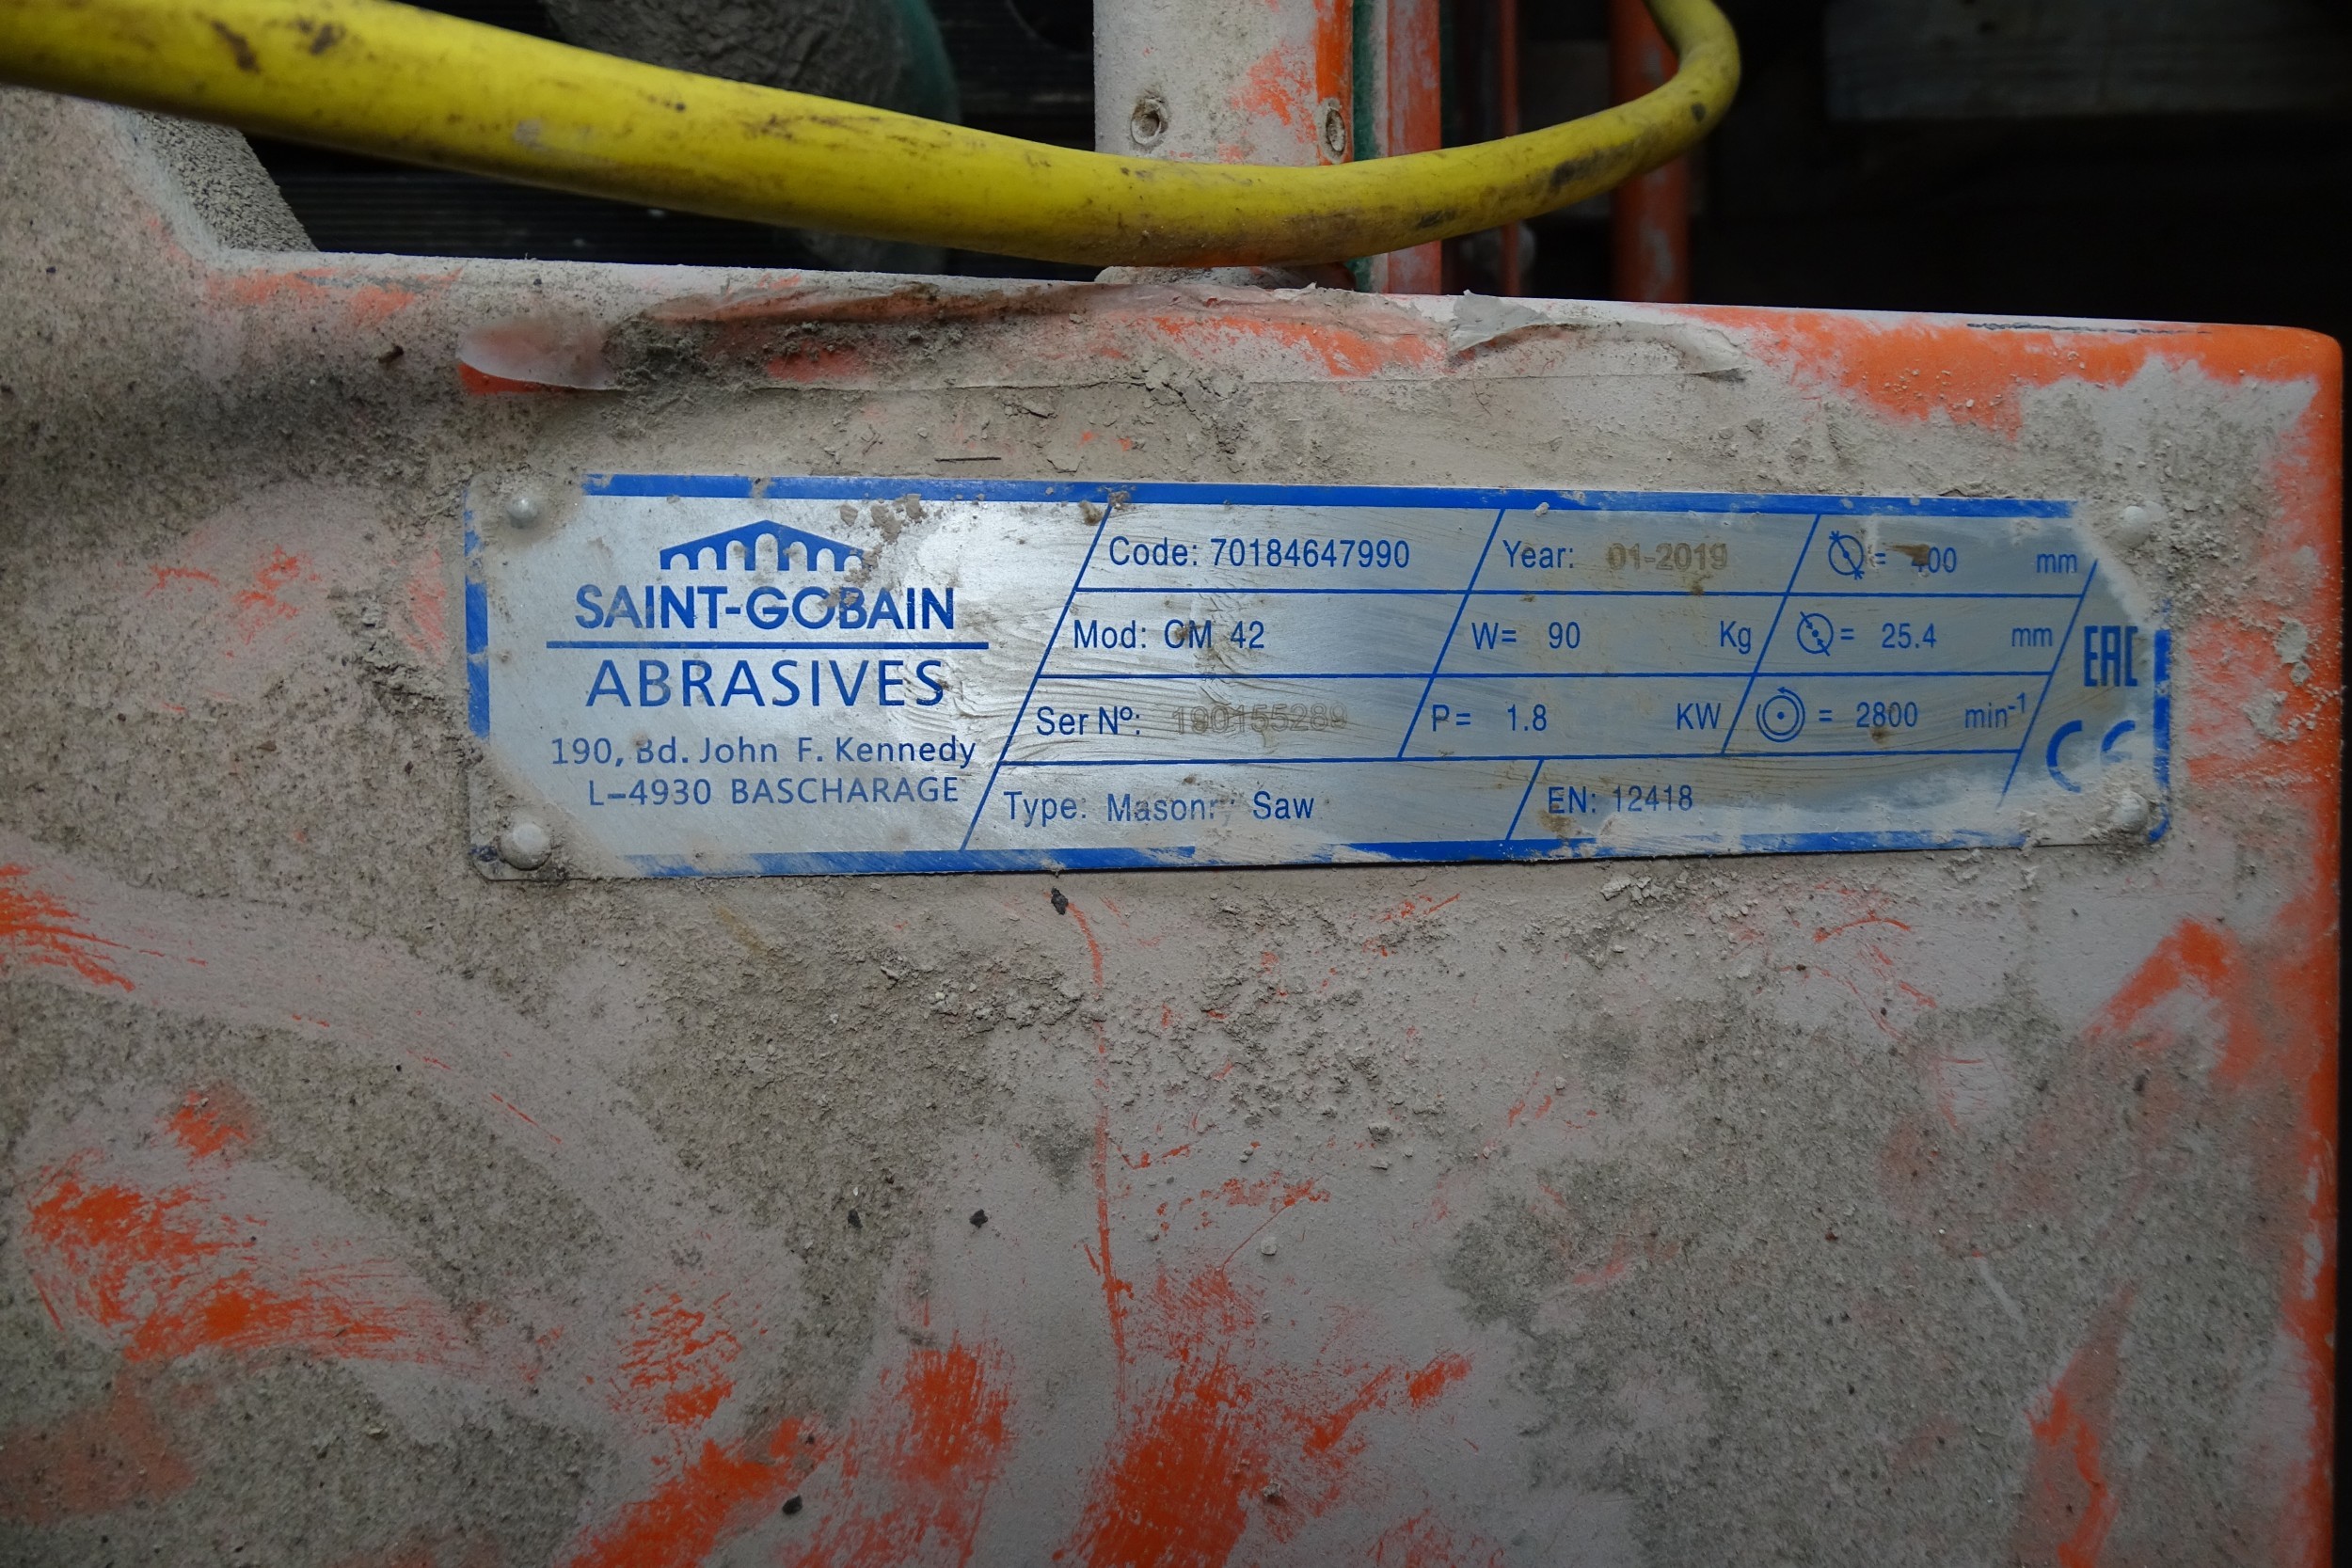 SAINT-GOBAIN
ABRASIVES
190, Bd. John F. Kennedy
L-4930 BASCHARAGE
Code: 70184647990
Year: 01-2019
= 400 mm
Mod: CM 42
W= 90 Kg
= 25.4 mm
Ser Nº: 190155289
P= 1.8 KW
= 2800 min⁻¹
Type: Masonry Saw
EN: 12418
EAC
CE